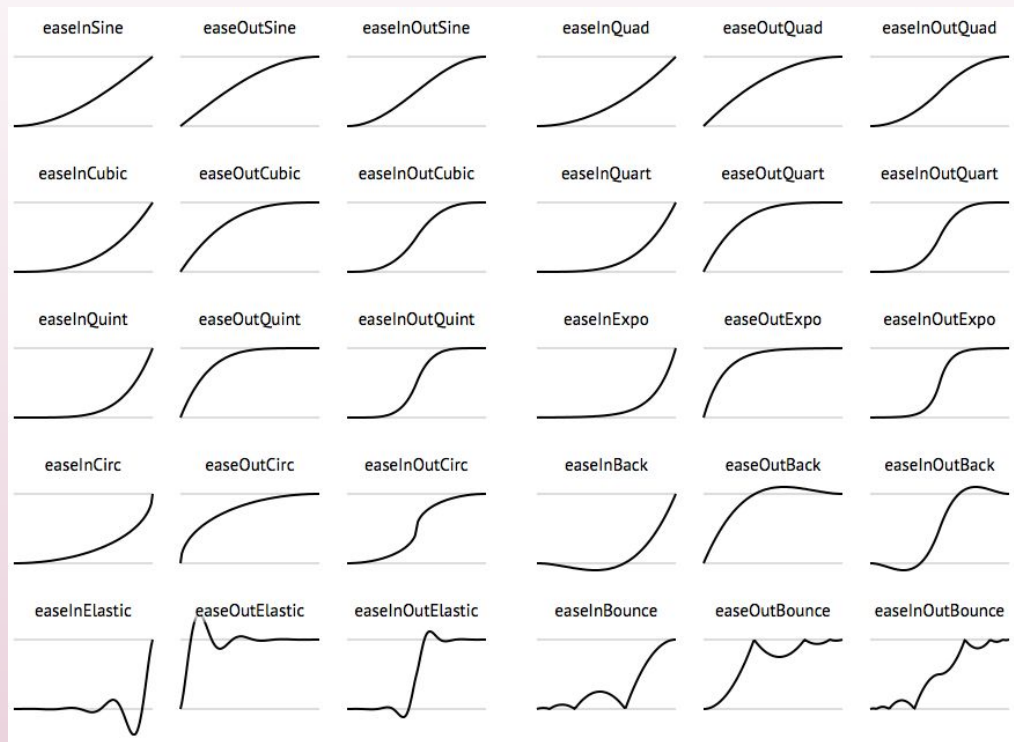 easeInSine easeOutSine easeInOutSine easeInQuad easeOutQuad easeInOutQuad
easeInCubic easeOutCubic easeInOutCubic easeInQuart easeOutQuart easeInOutQuart
easeInQuint easeOutQuint easeInOutQuint easeInExpo easeOutExpo easeInOutExpo
easeInCirc easeOutCirc easeInOutCirc easeInBack easeOutBack easeInOutBack
easeInElastic easeOutElastic easeInOutElastic easeInBounce easeOutBounce easeInOutBounce